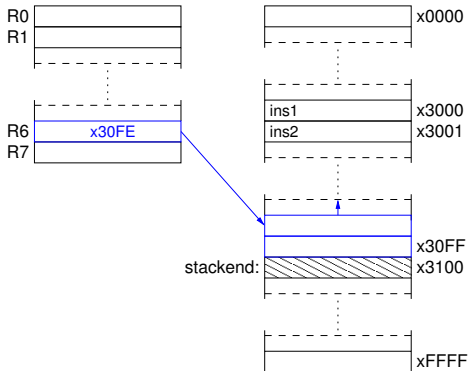 R0
R1
R6 x30FE
R7
x0000
ins1 x3000
ins2 x3001
x30FF
stackend: x3100
xFFFF